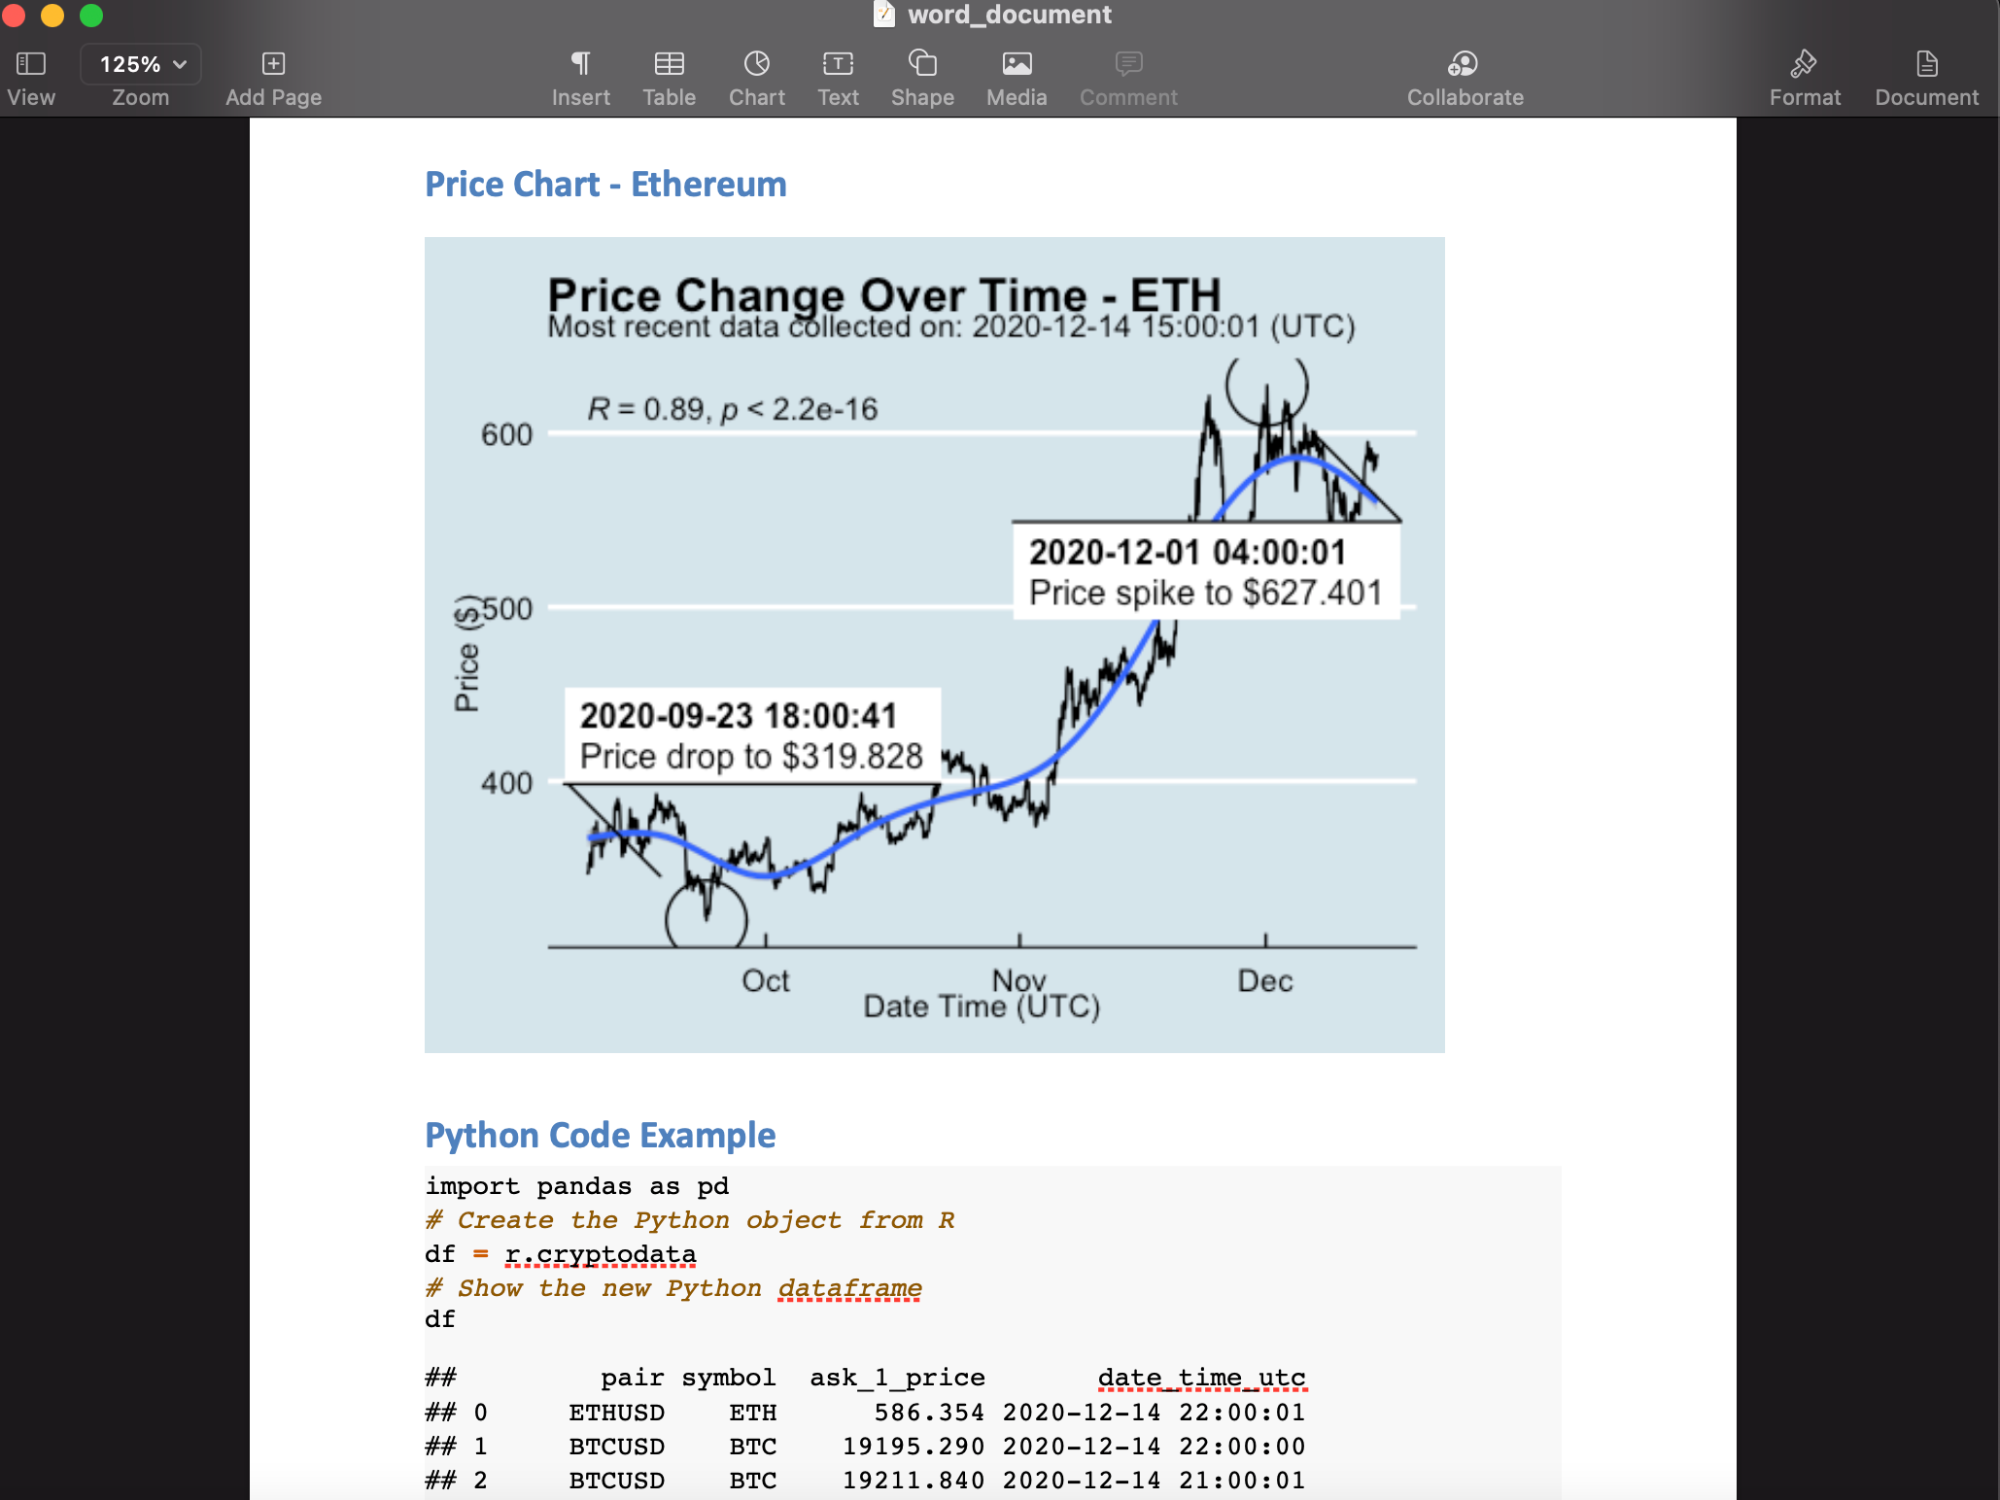 word_document
125%
View Zoom Add Page Insert Table Chart Text Shape Media Comment Collaborate Format Document
Price Chart - Ethereum
Price Change Over Time - ETH
Most recent data collected on: 2020-12-14 15:00:01 (UTC)
R = 0.89, p < 2.2e-16
600
2020-12-01 04:00:01
Price spike to $627.401
500
Price ($)
2020-09-23 18:00:41
Price drop to $319.828
400
Oct Nov Dec
Date Time (UTC)
Python Code Example
import pandas as pd
# Create the Python object from R
df = r.cryptodata
# Show the new Python dataframe
df
## pair symbol ask_1_price date_time_utc
## 0 ETHUSD ETH 586.354 2020-12-14 22:00:01
## 1 BTCUSD BTC 19195.290 2020-12-14 22:00:00
## 2 BTCUSD BTC 19211.840 2020-12-14 21:00:01